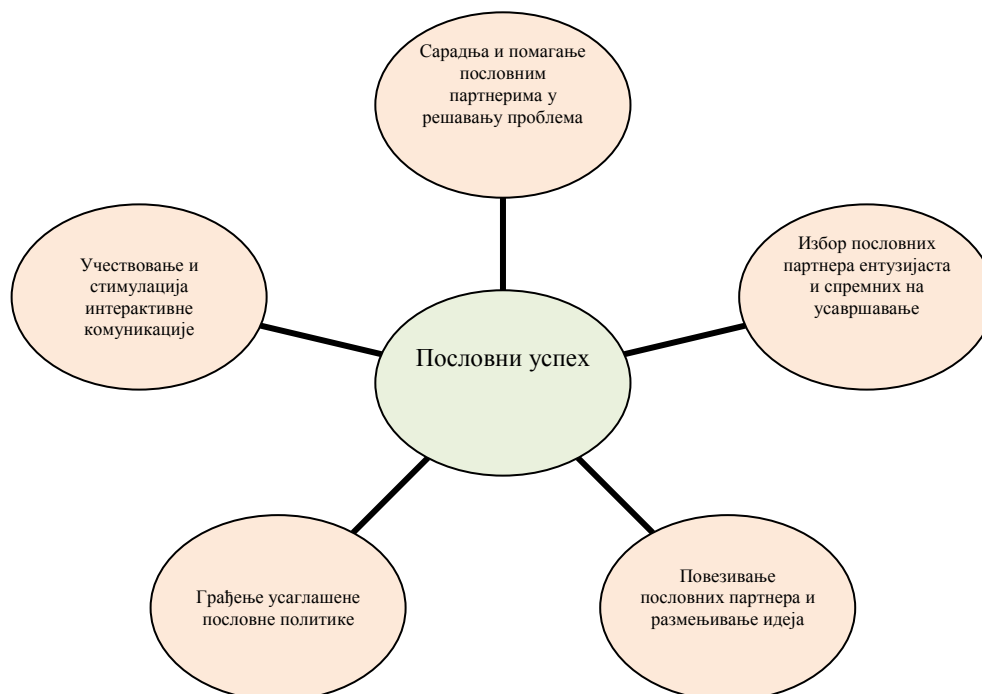 Сарадња и помагање
пословним
партнерима у
решавању проблема
Учествовање и
стимулација
интерактивне
комуникације
Избор пословних
партнера ентузијаста
и спремних на
усавршавање
Пословни успех
Грађење усаглашене
пословне политике
Повезивање
пословних партнера и
размењивање идеја